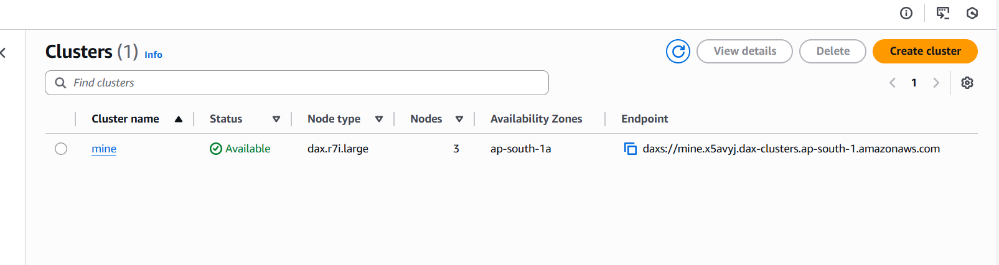 Clusters (1) Info
View details
Delete
Create cluster
Find clusters
1
Cluster name Status Node type Nodes Availability Zones Endpoint
mine Available dax.r7i.large 3 ap-south-1a daxs://mine.x5avyj.dax-clusters.ap-south-1.amazonaws.com